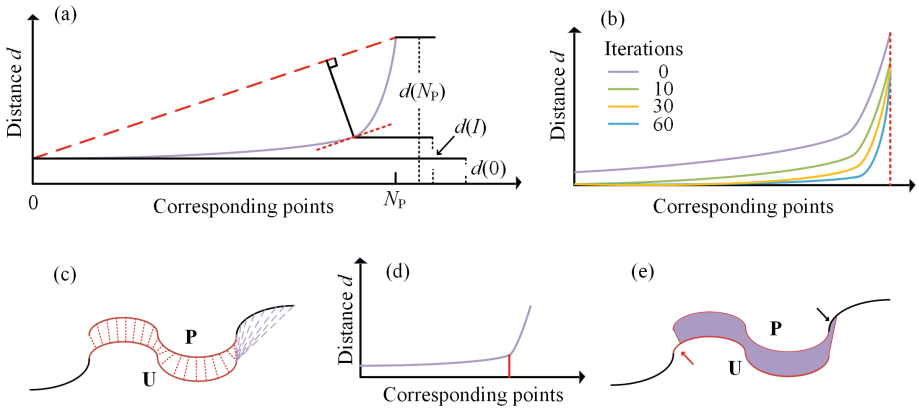 (a)
Distance d
d(N_P)
d(I)
d(0)
0
Corresponding points
N_P
(b)
Distance d
Iterations
0
10
30
60
Corresponding points
(c)
P
U
(d)
Distance d
Corresponding points
(e)
P
U